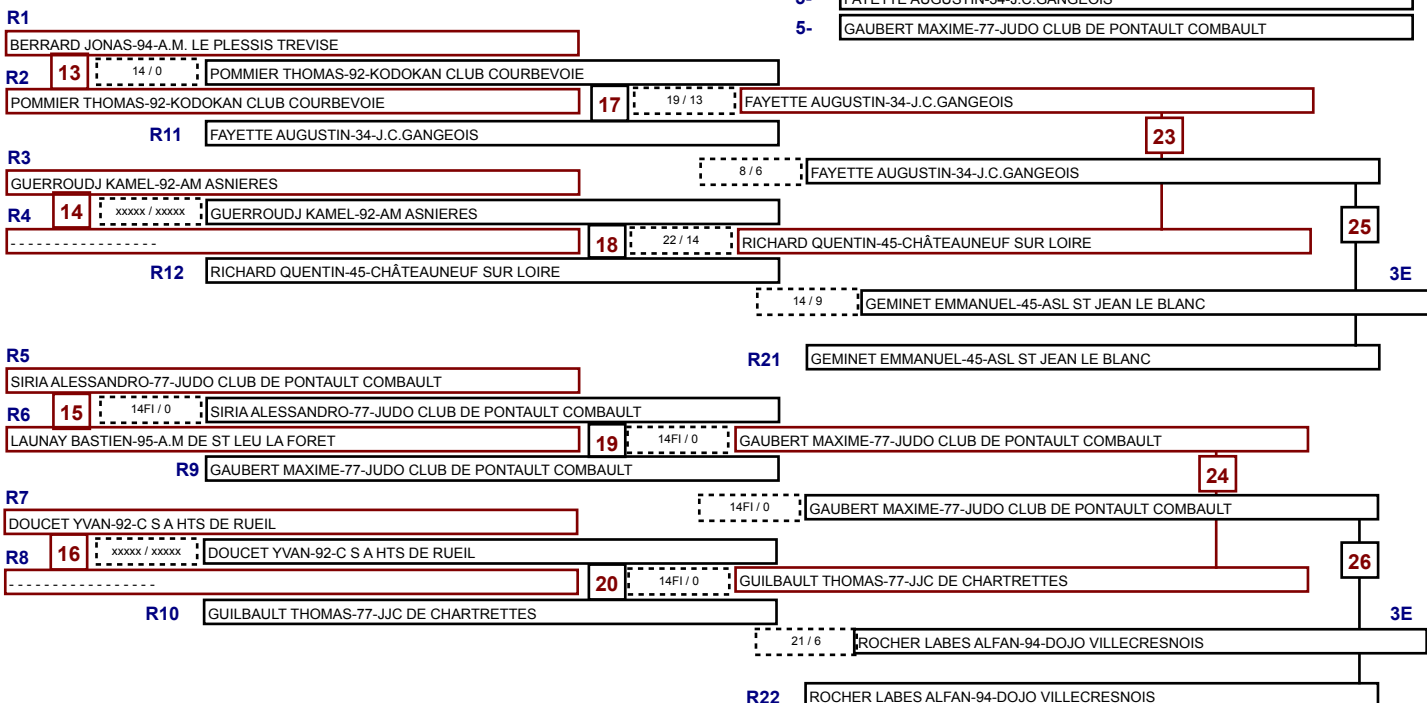 5- FAYETTE AUGUSTIN-34-J.C.GANGEOIS
R1
5- GAUBERT MAXIME-77-JUDO CLUB DE PONTAULT COMBAULT
BERRARD JONAS-94-A.M. LE PLESSIS TREVISE
R2 13 14 / 0 POMMIER THOMAS-92-KODOKAN CLUB COURBEVOIE
POMMIER THOMAS-92-KODOKAN CLUB COURBEVOIE 17 19 / 13 FAYETTE AUGUSTIN-34-J.C.GANGEOIS
R11 FAYETTE AUGUSTIN-34-J.C.GANGEOIS 23
R3
8 / 6 FAYETTE AUGUSTIN-34-J.C.GANGEOIS
GUERROUDJ KAMEL-92-AM ASNIERES
R4 14 xxxxx / xxxxx GUERROUDJ KAMEL-92-AM ASNIERES 25
- - - - - - - - - - - - - - - - - 18 22 / 14 RICHARD QUENTIN-45-CHÂTEAUNEUF SUR LOIRE
R12 RICHARD QUENTIN-45-CHÂTEAUNEUF SUR LOIRE 3E
14 / 9 GEMINET EMMANUEL-45-ASL ST JEAN LE BLANC
R5
R21 GEMINET EMMANUEL-45-ASL ST JEAN LE BLANC
SIRIA ALESSANDRO-77-JUDO CLUB DE PONTAULT COMBAULT
R6 15 14FI / 0 SIRIA ALESSANDRO-77-JUDO CLUB DE PONTAULT COMBAULT
LAUNAY BASTIEN-95-A.M DE ST LEU LA FORET 19 14FI / 0 GAUBERT MAXIME-77-JUDO CLUB DE PONTAULT COMBAULT
R9 GAUBERT MAXIME-77-JUDO CLUB DE PONTAULT COMBAULT 24
R7
14FI / 0 GAUBERT MAXIME-77-JUDO CLUB DE PONTAULT COMBAULT
DOUCET YVAN-92-C S A HTS DE RUEIL
R8 16 xxxxx / xxxxx DOUCET YVAN-92-C S A HTS DE RUEIL 26
- - - - - - - - - - - - - - - - - 20 14FI / 0 GUILBAULT THOMAS-77-JJC DE CHARTRETTES
R10 GUILBAULT THOMAS-77-JJC DE CHARTRETTES 3E
21 / 6 ROCHER LABES ALFAN-94-DOJO VILLECRESNOIS
R22 ROCHER LABES ALFAN-94-DOJO VILLECRESNOIS